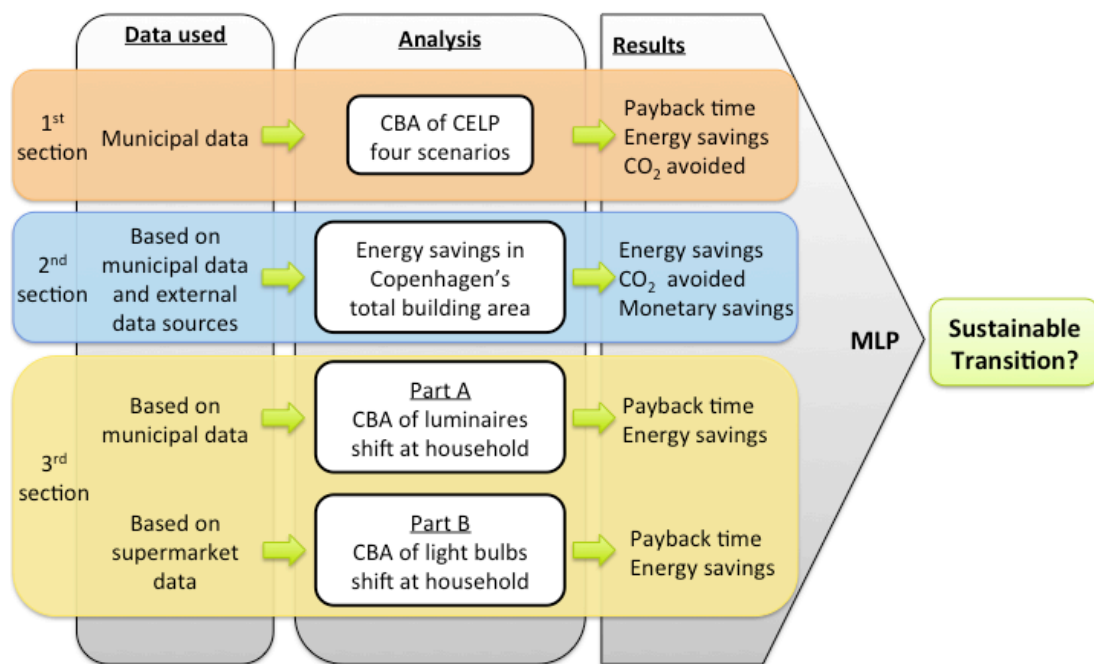 Data used
Analysis
Results
1st
section
Municipal data
CBA of CELP
four scenarios
Payback time
Energy savings
CO2 avoided
2nd
section
Based on
municipal data
and external
data sources
Energy savings in
Copenhagen's
total building area
Energy savings
CO2 avoided
Monetary savings
3rd
section
Based on
municipal data
Part A
CBA of luminaires
shift at household
Payback time
Energy savings
Based on
supermarket
data
Part B
CBA of light bulbs
shift at household
Payback time
Energy savings
MLP
Sustainable
Transition?